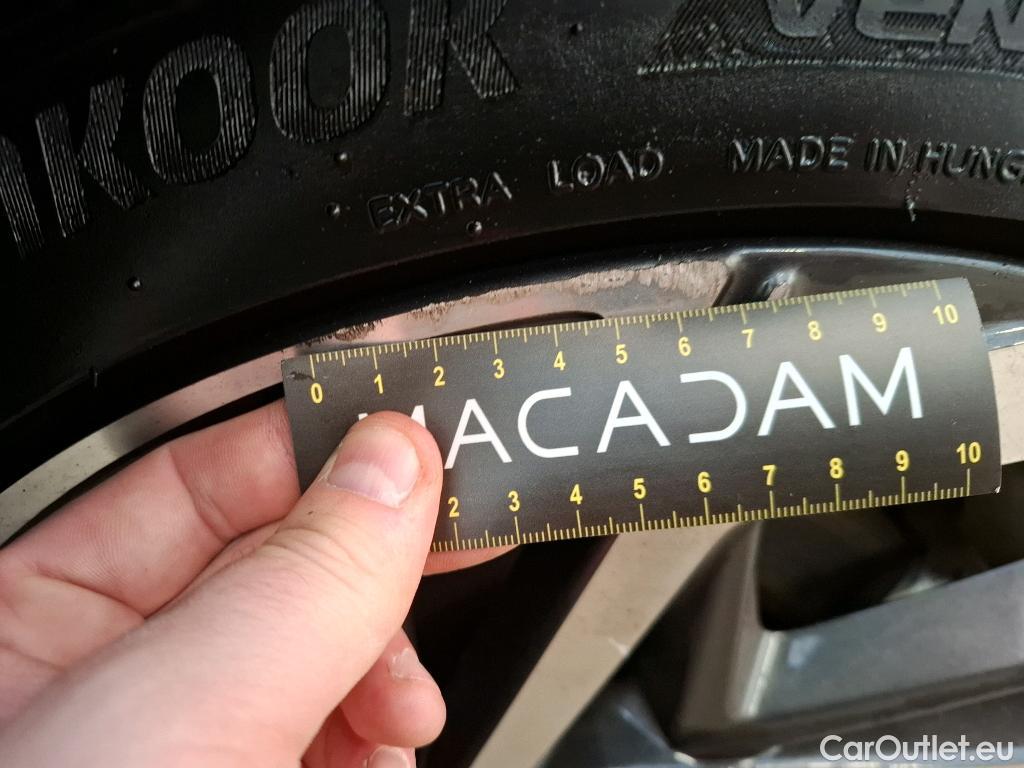 KOOK
VEN
EXTRA LOAD MADE IN HUNG
0 1 2 3 4 5 6 7 8 9 10
MACADAM
2 3 4 5 6 7 8 9 10
CarOutlet.eu